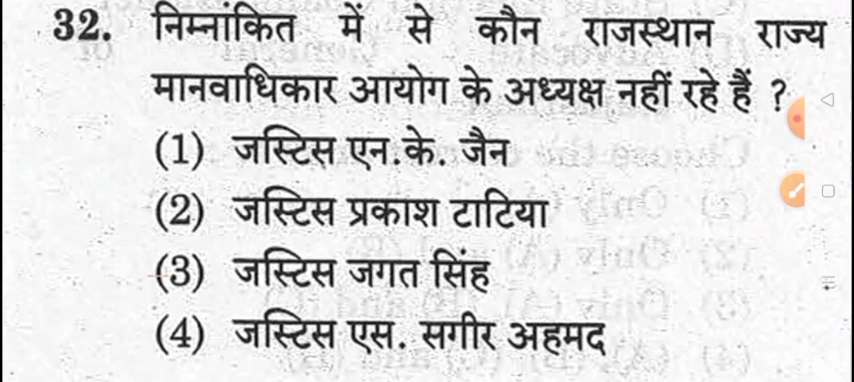 32. निम्नांकित में से कौन राजस्थान राज्य
मानवाधिकार आयोग के अध्यक्ष नहीं रहे हैं ?
(1) जस्टिस एन.के. जैन
(2) जस्टिस प्रकाश टाटिया
(3) जस्टिस जगत सिंह
(4) जस्टिस एस. सगीर अहमद